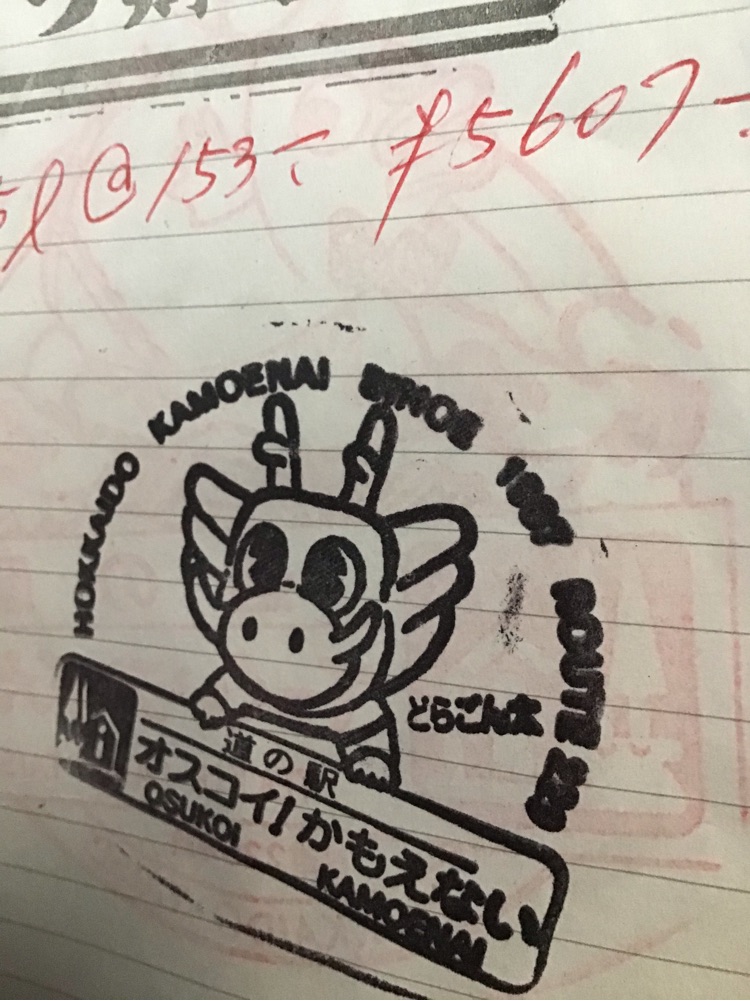 l @153-
¥5607-
HOKKAIDO KAMOENAI SINCE 1997 ROUTE 229
どらごん太
道の駅
オスコイ!かもえない
OSUKOI KAMOENAI